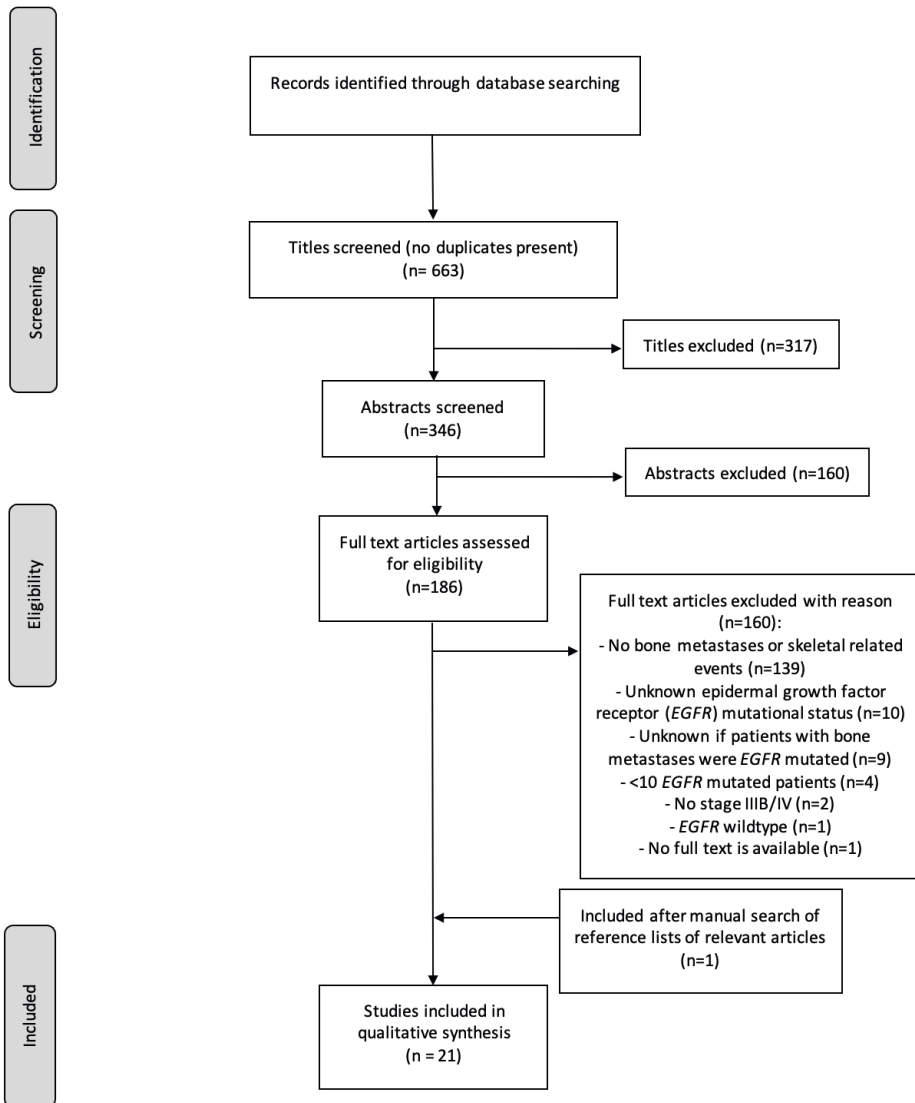 Identification
Records identified through database searching
Screening
Titles screened (no duplicates present)
(n= 663)
Titles excluded (n=317)
Abstracts screened
(n=346)
Abstracts excluded (n=160)
Eligibility
Full text articles assessed
for eligibility
(n=186)
Full text articles excluded with reason
(n=160):
- No bone metastases or skeletal related
events (n=139)
- Unknown epidermal growth factor
receptor (EGFR) mutational status (n=10)
- Unknown if patients with bone
metastases were EGFR mutated (n=9)
- <10 EGFR mutated patients (n=4)
- No stage IIIB/IV (n=2)
- EGFR wildtype (n=1)
- No full text is available (n=1)
Included after manual search of
reference lists of relevant articles
(n=1)
Included
Studies included in
qualitative synthesis
(n = 21)